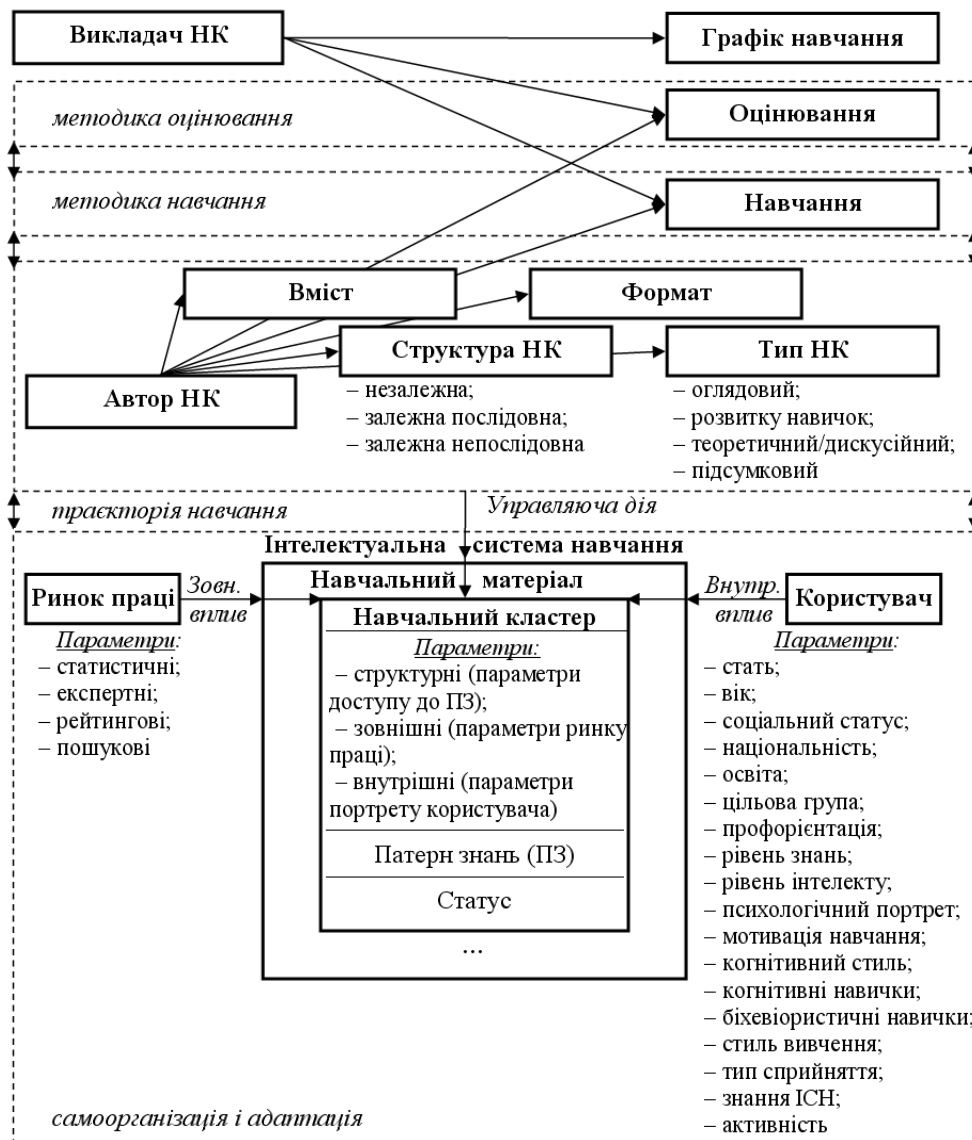 Викладач НК
Графік навчання
методика оцінювання
Оцінювання
методика навчання
Навчання
Вміст
Формат
Структура НК
Тип НК
Автор НК
– незалежна;
– залежна послідовна;
– залежна непослідовна
– оглядовий;
– розвитку навичок;
– теоретичний/дискусійний;
– підсумковий
траєкторія навчання
Управляюча дія
Інтелектуальна система навчання
Навчальний матеріал
Ринок праці
Зовн.
вплив
Параметри:
– статистичні;
– експертні;
– рейтингові;
– пошукові
Навчальний кластер
Параметри:
– структурні (параметри
доступу до ПЗ);
– зовнішні (параметри ринку
праці);
– внутрішні (параметри
портрету користувача)
Патерн знань (ПЗ)
Статус
...
Внутр.
вплив
Користувач
Параметри:
– стать;
– вік;
– соціальний статус;
– національність;
– освіта;
– цільова група;
– профорієнтація;
– рівень знань;
– рівень інтелекту;
– психологічний портрет;
– мотивація навчання;
– когнітивний стиль;
– когнітивні навички;
– біхевіористичні навички;
– стиль вивчення;
– тип сприйняття;
– знання ІСН;
– активність
самоорганізація і адаптація